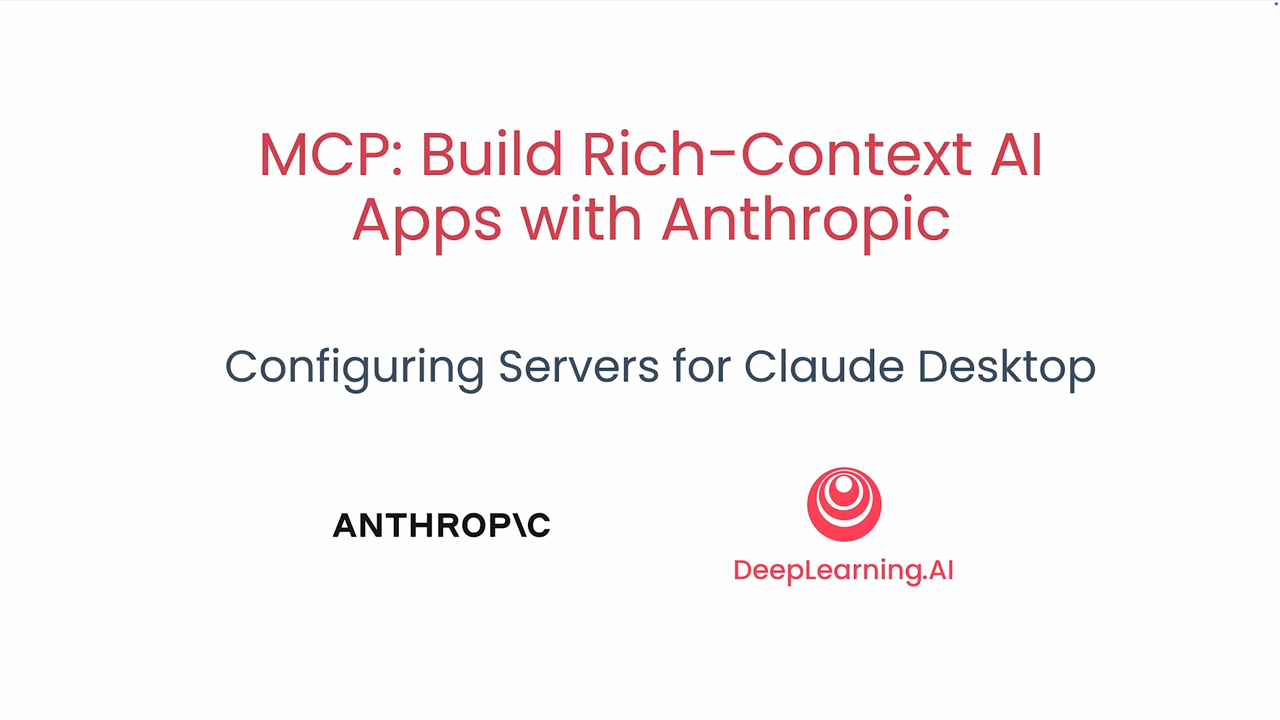 MCP: Build Rich-Context AI
Apps with Anthropic
Configuring Servers for Claude Desktop
ANTHROP\C
DeepLearning.AI